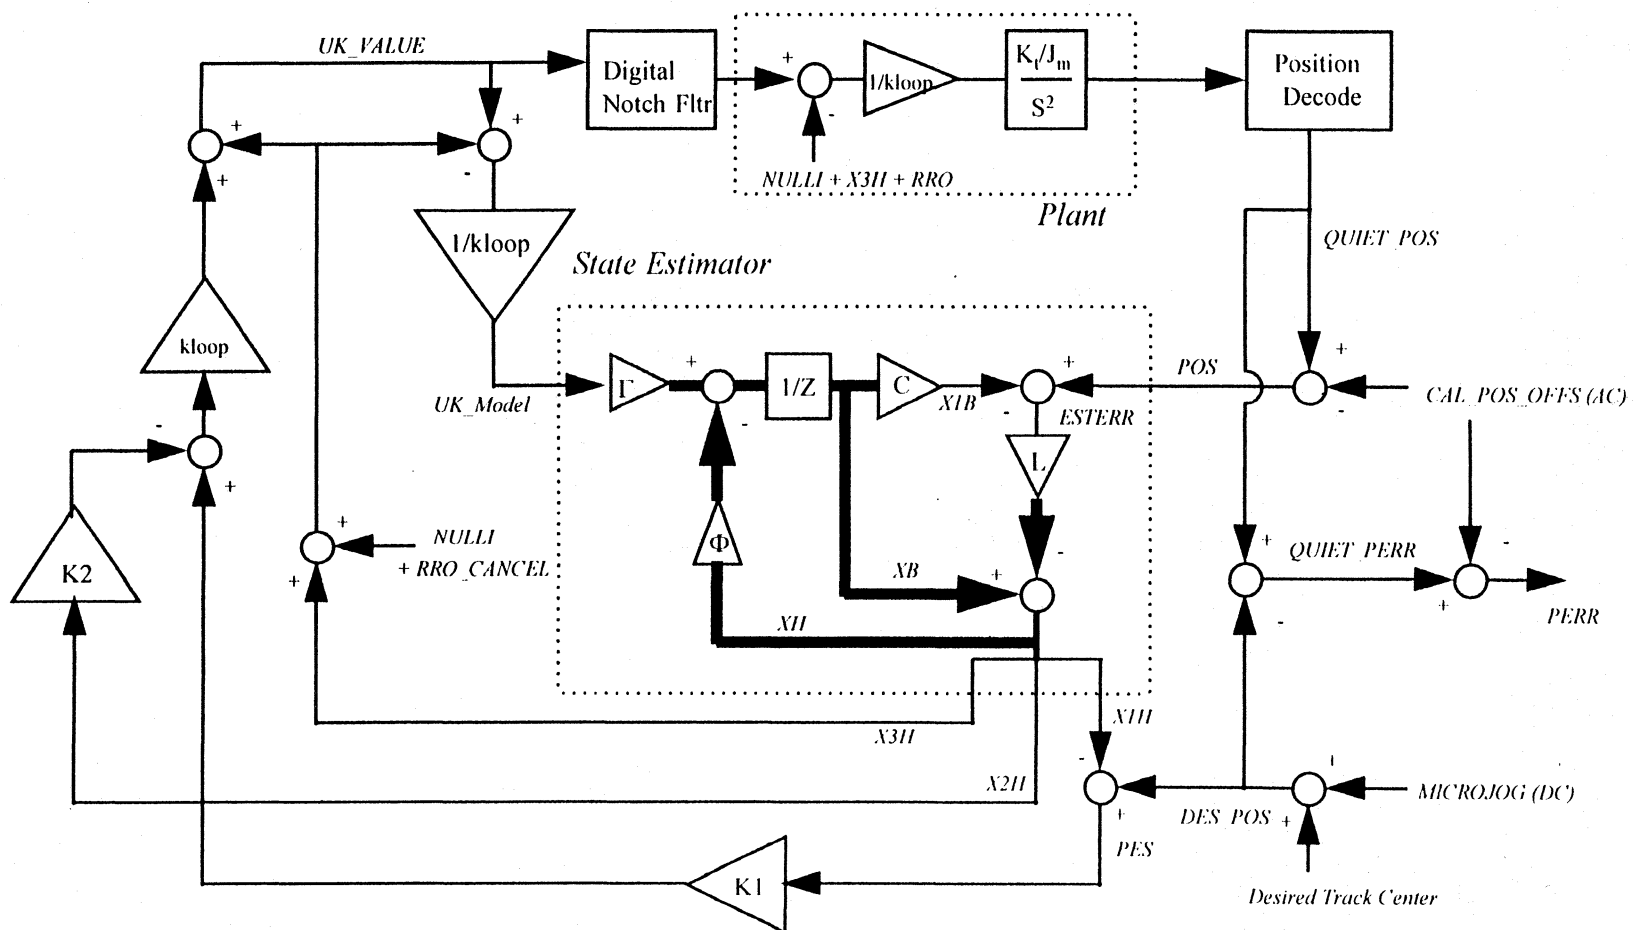 UK_VALUE
Digital
Notch Fltr
+
-
1/kloop
Kt/Jm
S²
Position
Decode
NULLI + X3H + RRO
Plant
+
+
+
-
1/kloop
State Estimator
QUIET POS
kloop
UK_Model
Γ
+
-
1/Z
C
X1B
+
-
ESTERR
POS
+
-
CAL_POS_OFFS (AC)
L
-
+
K2
+
+
NULLI
+ RRO_CANCEL
Φ
XB
+
-
XH
+
-
QUIET_PERR
-
+
PERR
X3H
X1H
X2H
-
+
DES_POS
+
+
MICROJOG (DC)
PES
K1
Desired Track Center